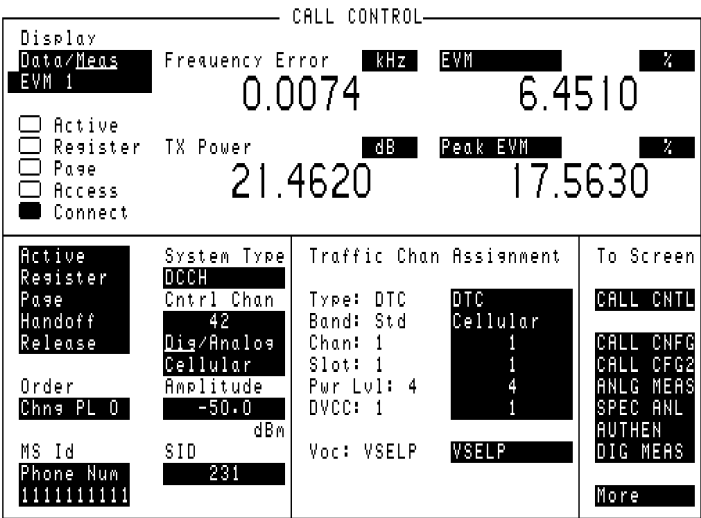 CALL CONTROL
Display
Data/Meas
EVM 1
Frequency Error kHz
0.0074
EVM %
6.4510
Active
Register
Page
Access
Connect
TX Power dB
21.4620
Peak EVM %
17.5630
Active
Register
Page
Handoff
Release
Order
Chng PL 0
MS Id
Phone Num
1111111111
System Type
DCCH
Cntrl Chan
42
Dig/Analog
Cellular
Amplitude
-50.0
dBm
SID
231
Traffic Chan Assignment
Type: DTC DTC
Band: Std Cellular
Chan: 1 1
Slot: 1 1
Pwr Lvl: 4 4
DVCC: 1 1
Voc: VSELP VSELP
To Screen
CALL CNTL
CALL CNFG
CALL CFG2
ANLG MEAS
SPEC ANL
AUTHEN
DIG MEAS
More